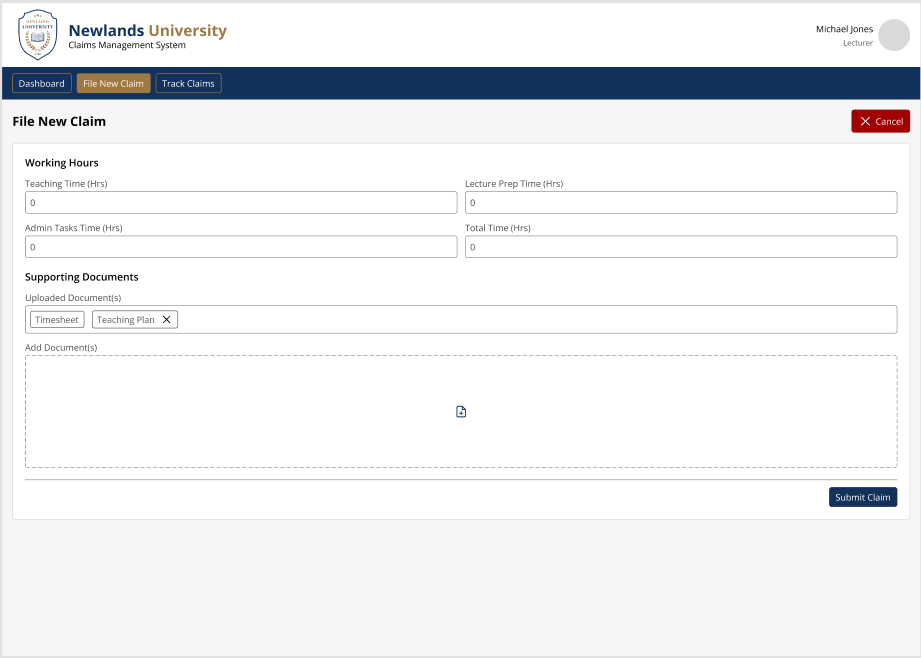 NEWLANDS
UNIVERSITY
Newlands University
Claims Management System
Michael Jones
Lecturer
Dashboard
File New Claim
Track Claims
File New Claim
Cancel
Working Hours
Teaching Time (Hrs)
Lecture Prep Time (Hrs)
0
0
Admin Tasks Time (Hrs)
Total Time (Hrs)
0
0
Supporting Documents
Uploaded Document(s)
Timesheet
Teaching Plan
Add Document(s)
Submit Claim